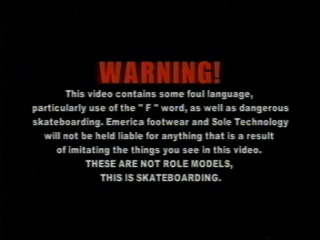 WARNING!
This video contains some foul language,
particularly use of the " F " word, as well as dangerous
skateboarding. Emerica footwear and Sole Technology
will not be held liable for anything that is a result
of imitating the things you see in this video.
THESE ARE NOT ROLE MODELS,
THIS IS SKATEBOARDING.